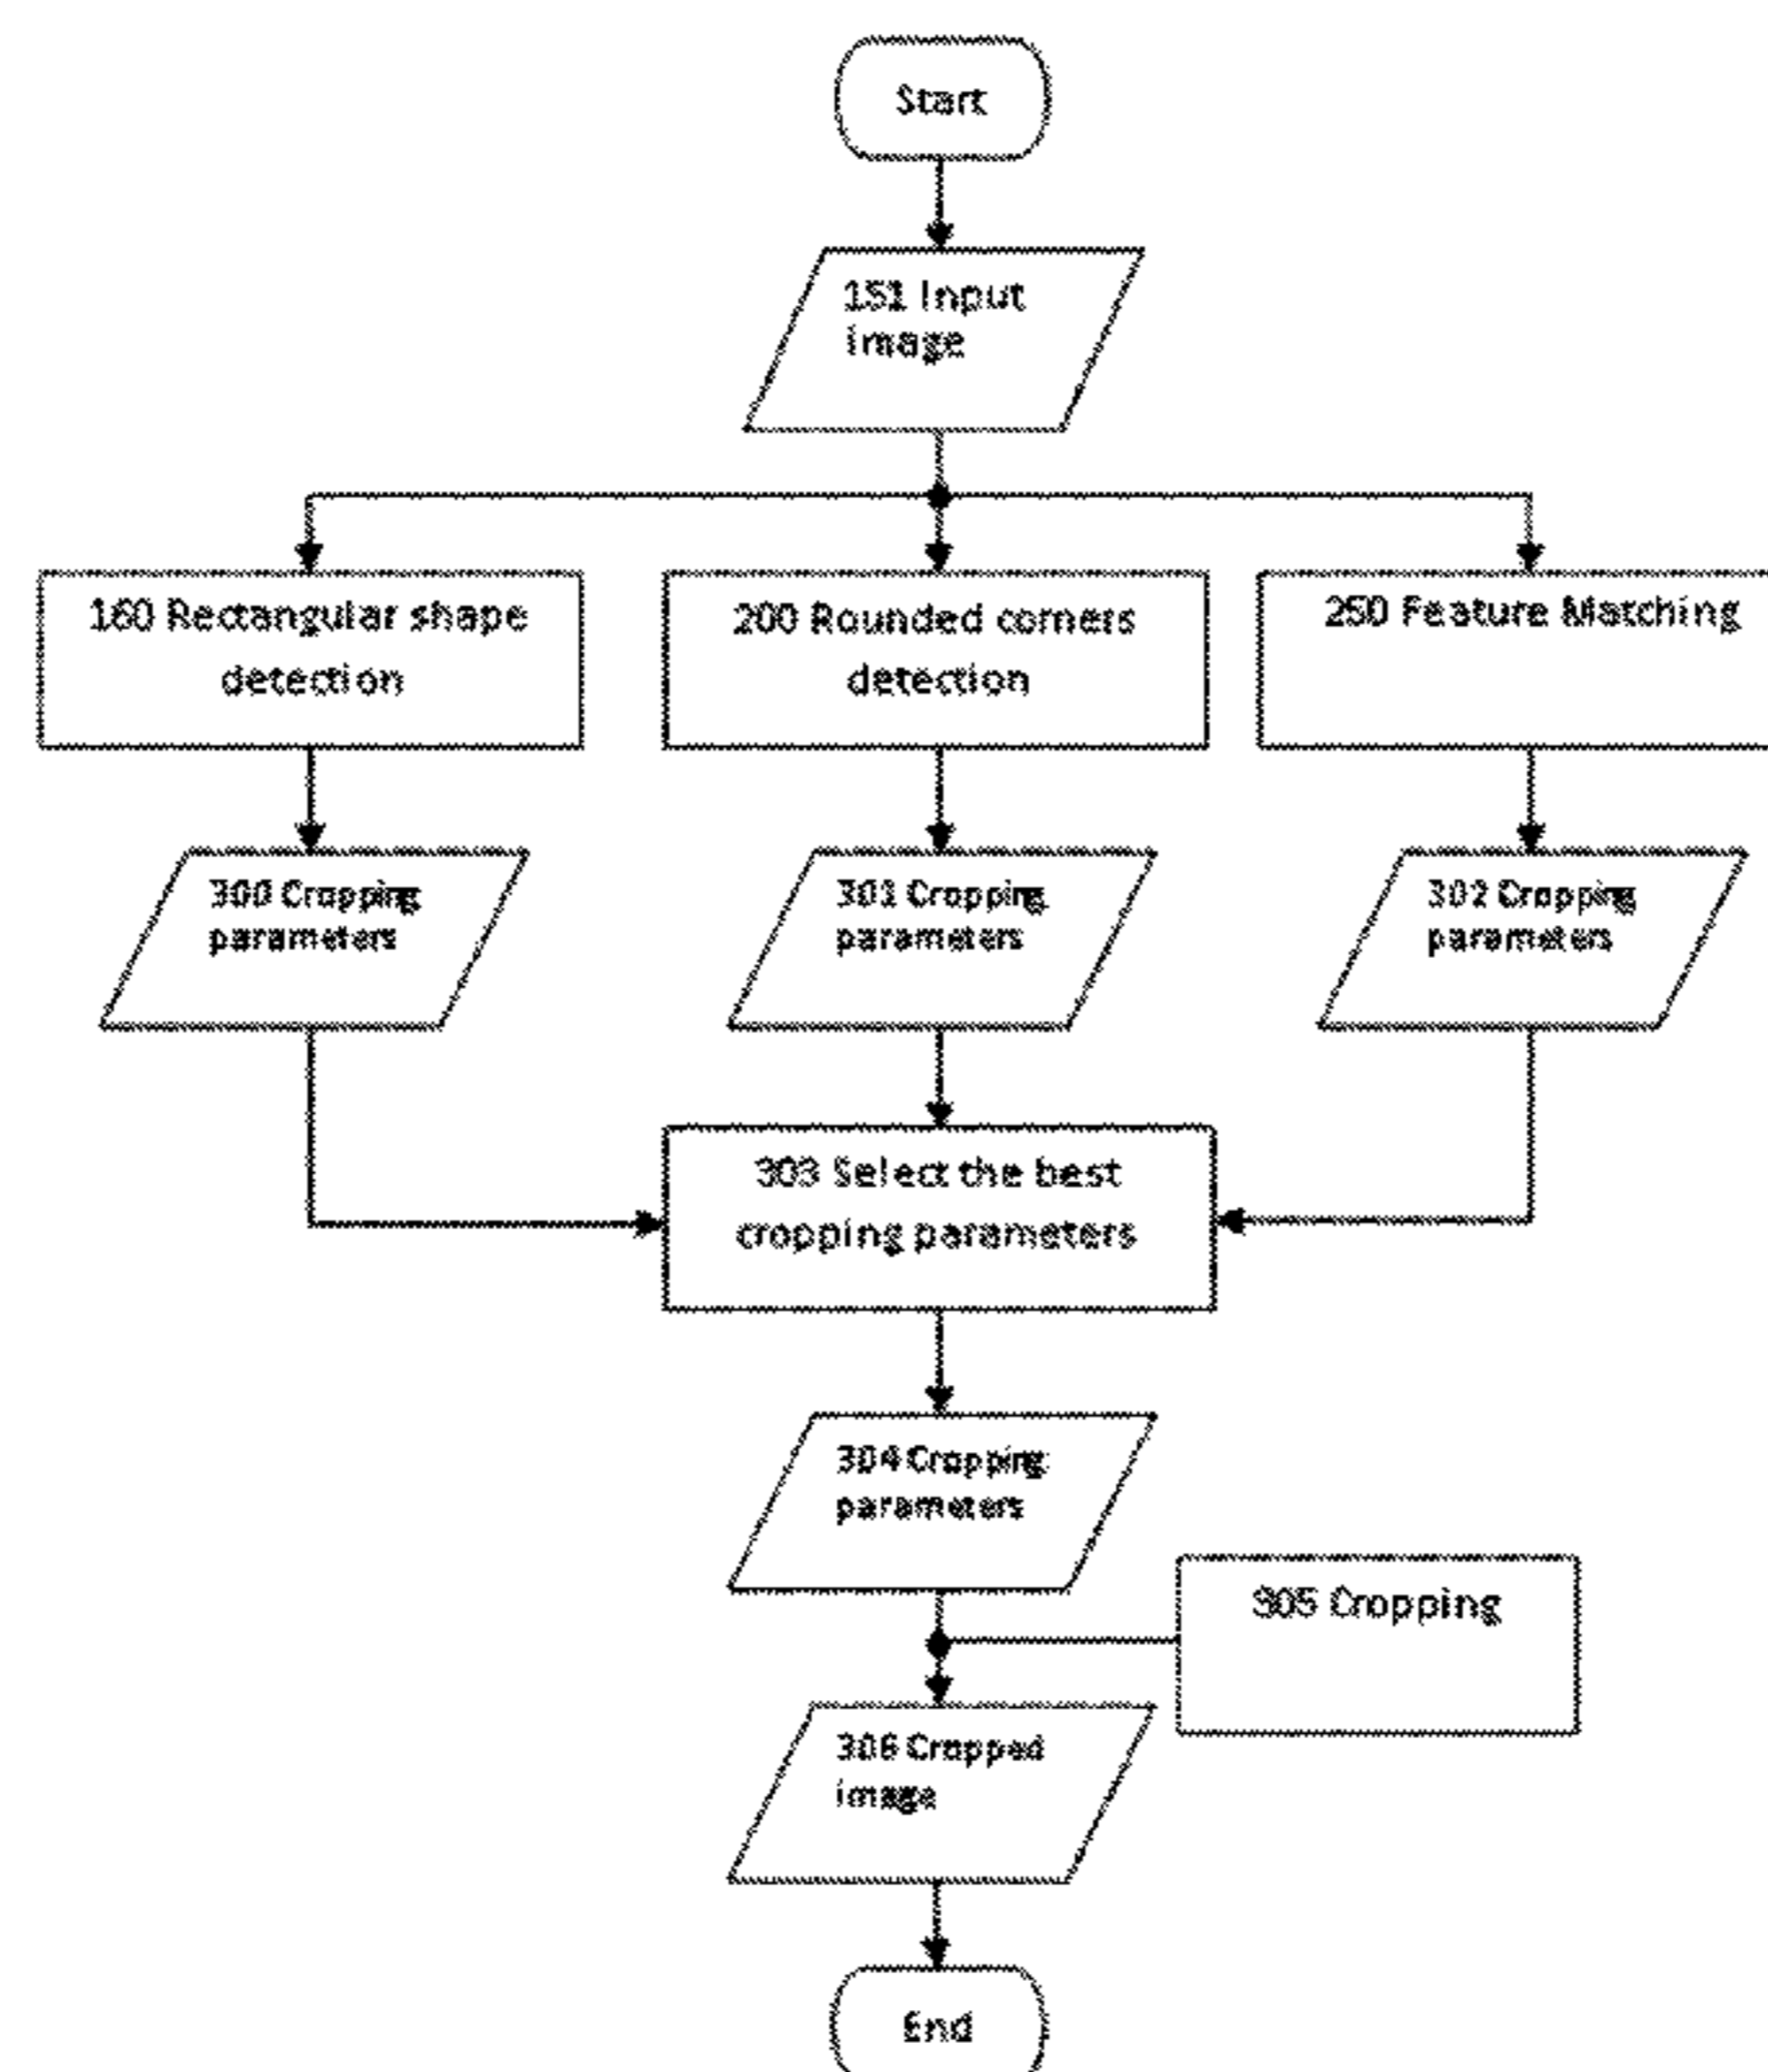 Start
151 Input
image
160 Rectangular shape
detection
200 Rounded corners
detection
250 Feature Matching
300 Cropping
parameters
301 Cropping
parameters
302 Cropping
parameters
303 Select the best
cropping parameters
304 Cropping
parameters
305 Cropping
306 Cropped
image
End